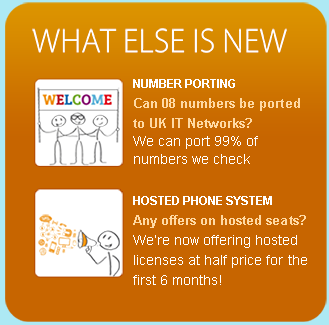 WHAT ELSE IS NEW
WELCOME
NUMBER PORTING
Can 08 numbers be ported
to UK IT Networks?
We can port 99% of
numbers we check
HOSTED PHONE SYSTEM
Any offers on hosted seats?
We're now offering hosted
licenses at half price for the
first 6 months!